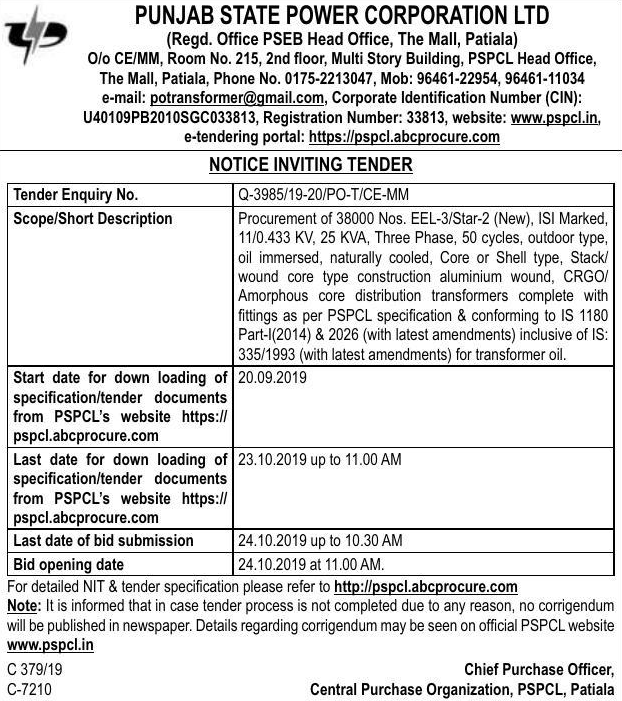 PUNJAB STATE POWER CORPORATION LTD
(Regd. Office PSEB Head Office, The Mall, Patiala)
O/o CE/MM, Room No. 215, 2nd floor, Multi Story Building, PSPCL Head Office,
The Mall, Patiala, Phone No. 0175-2213047, Mob: 96461-22954, 96461-11034
e-mail: potransformer@gmail.com, Corporate Identification Number (CIN):
U40109PB2010SGC033813, Registration Number: 33813, website: www.pspcl.in,
e-tendering portal: https://pspcl.abcprocure.com
NOTICE INVITING TENDER
Tender Enquiry No.
Q-3985/19-20/PO-T/CE-MM
Scope/Short Description
Procurement of 38000 Nos. EEL-3/Star-2 (New), ISI Marked,
11/0.433 KV, 25 KVA, Three Phase, 50 cycles, outdoor type,
oil immersed, naturally cooled, Core or Shell type, Stack/
wound core type construction aluminium wound, CRGO/
Amorphous core distribution transformers complete with
fittings as per PSPCL specification & conforming to IS 1180
Part-I(2014) & 2026 (with latest amendments) inclusive of IS:
335/1993 (with latest amendments) for transformer oil.
Start date for down loading of
specification/tender documents
from PSPCL's website https://
pspcl.abcprocure.com
20.09.2019
Last date for down loading of
specification/tender documents
from PSPCL's website https://
pspcl.abcprocure.com
23.10.2019 up to 11.00 AM
Last date of bid submission
24.10.2019 up to 10.30 AM
Bid opening date
24.10.2019 at 11.00 AM.
For detailed NIT & tender specification please refer to http://pspcl.abcprocure.com
Note: It is informed that in case tender process is not completed due to any reason, no corrigendum
will be published in newspaper. Details regarding corrigendum may be seen on official PSPCL website
www.pspcl.in
C 379/19
Chief Purchase Officer,
C-7210
Central Purchase Organization, PSPCL, Patiala